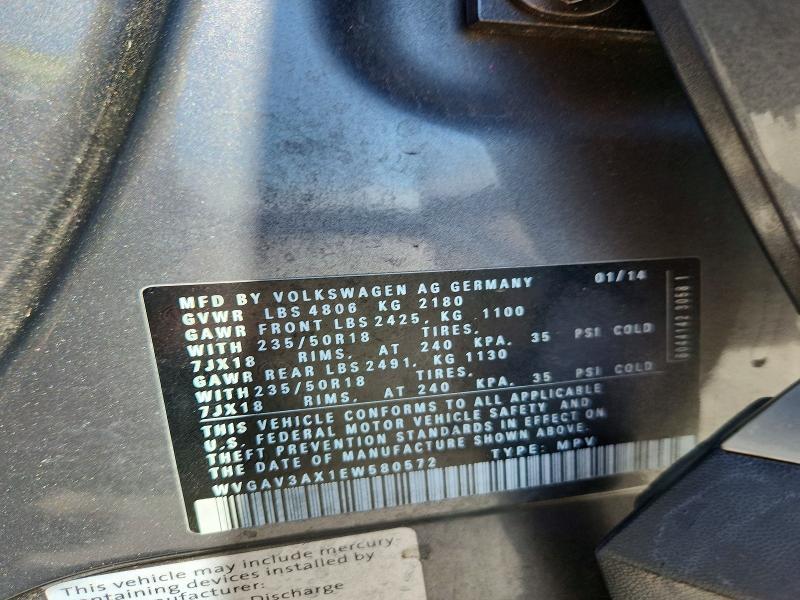 MFD BY VOLKSWAGEN AG GERMANY 01/14
GVWR LBS 4806 KG 2180
GAWR FRONT LBS 2425, KG 1100
WITH 235/50R18 TIRES.
7JX18 RIMS. AT 240 KPA. 35 PSI COLD
GAWR REAR LBS 2491, KG 1130
WITH 235/50R18 TIRES.
7JX18 RIMS. AT 240 KPA. 35 PSI COLD
THIS VEHICLE CONFORMS TO ALL APPLICABLE
U.S. FEDERAL MOTOR VEHICLE SAFETY AND
THEFT PREVENTION STANDARDS IN EFFECT ON
THE DATE OF MANUFACTURE SHOWN ABOVE.
WVGAV3AX1EW580572 TYPE: MPV
This vehicle may include mercury-
containing devices installed by
manufacturer:
Discharge